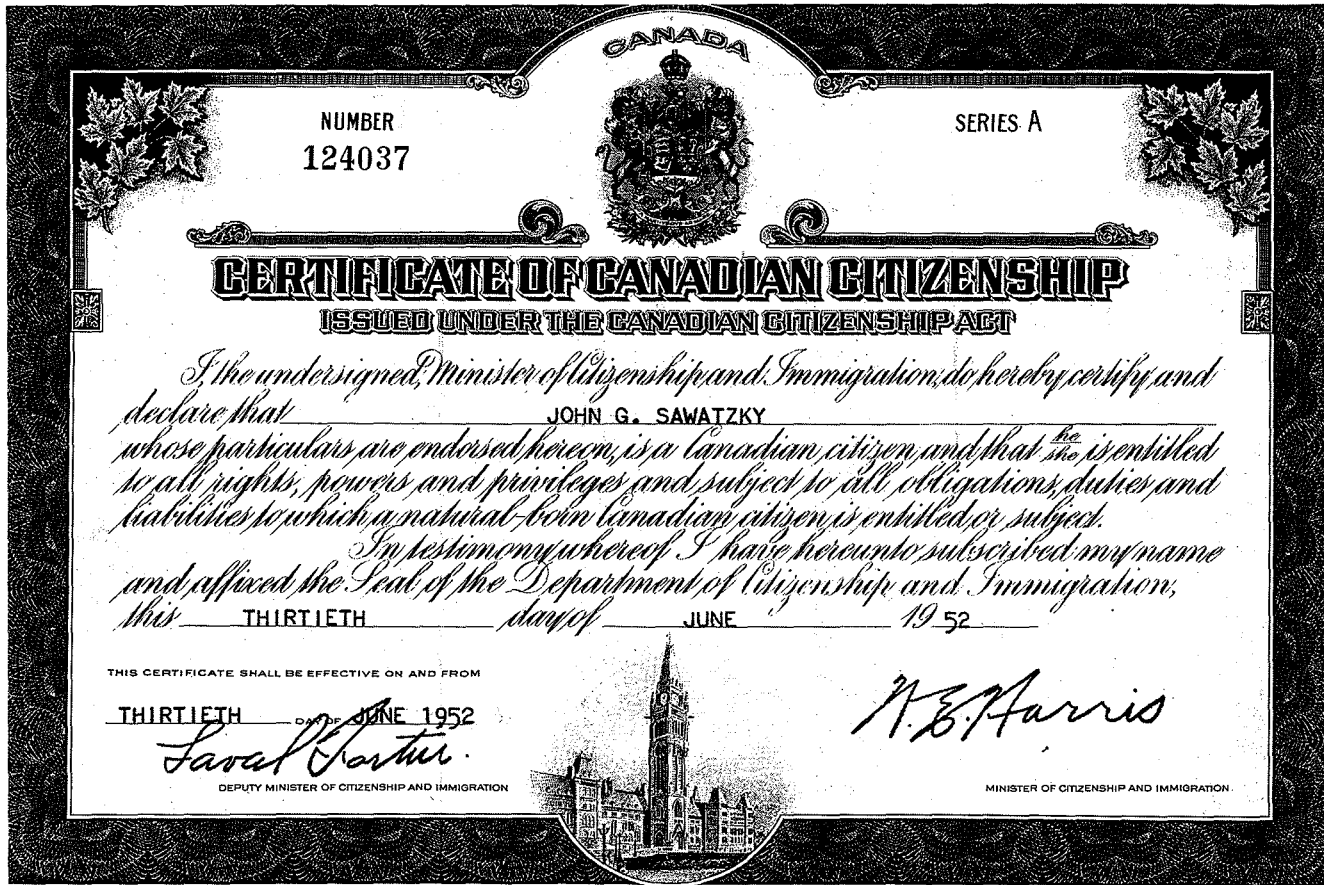 CANADA
NUMBER
124037
SERIES A
CERTIFICATE OF CANADIAN CITIZENSHIP
ISSUED UNDER THE CANADIAN CITIZENSHIP ACT
I, the undersigned, Minister of Citizenship and Immigration, do hereby certify and
declare that JOHN G. SAWATZKY
whose particulars are endorsed hereon, is a Canadian citizen and that he/she is entitled
to all rights, powers and privileges and subject to all obligations, duties and
liabilities to which a natural-born Canadian citizen is entitled or subject.
In testimony whereof I have hereunto subscribed my name
and affixed the Seal of the Department of Citizenship and Immigration,
this THIRTIETH day of JUNE 1952
THIS CERTIFICATE SHALL BE EFFECTIVE ON AND FROM
THIRTIETH DAY OF JUNE 1952
Laval Fortier.
DEPUTY MINISTER OF CITIZENSHIP AND IMMIGRATION
W.E. Harris
MINISTER OF CITIZENSHIP AND IMMIGRATION